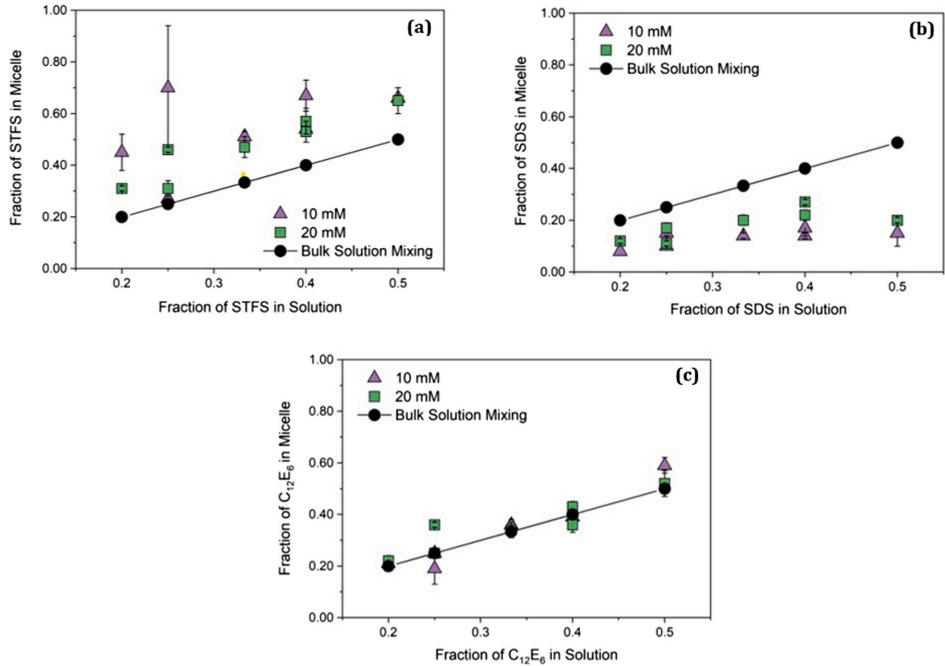 (a)
1.00
0.80
0.60
0.40
0.20
0.00
Fraction of STFS in Micelle
10 mM
20 mM
Bulk Solution Mixing
0.2
0.3
0.4
0.5
Fraction of STFS in Solution
(b)
1.00
0.80
0.60
0.40
0.20
0.00
Fraction of SDS in Micelle
10 mM
20 mM
Bulk Solution Mixing
0.2
0.3
0.4
0.5
Fraction of SDS in Solution
(c)
1.00
0.80
0.60
0.40
0.20
0.00
Fraction of C₁₂E₆ in Micelle
10 mM
20 mM
Bulk Solution Mixing
0.2
0.3
0.4
0.5
Fraction of C₁₂E₆ in Solution